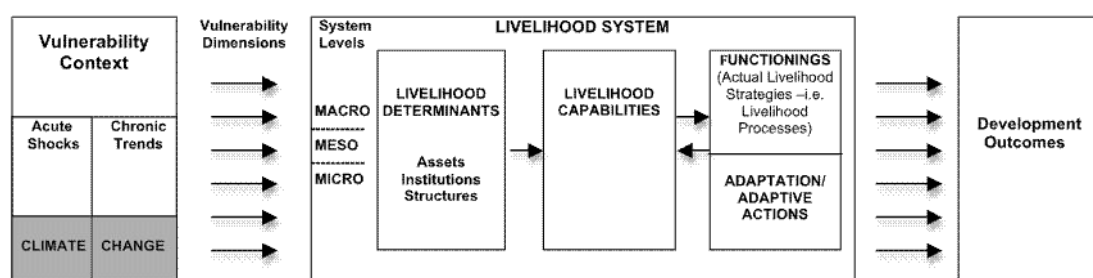 Vulnerability
Context
Acute
Shocks
Chronic
Trends
CLIMATE
CHANGE
Vulnerability
Dimensions
System
Levels
LIVELIHOOD SYSTEM
MACRO
MESO
MICRO
LIVELIHOOD
DETERMINANTS
Assets
Institutions
Structures
LIVELIHOOD
CAPABILITIES
FUNCTIONINGS
(Actual Livelihood
Strategies –i.e.
Livelihood
Processes)
ADAPTATION/
ADAPTIVE
ACTIONS
Development
Outcomes